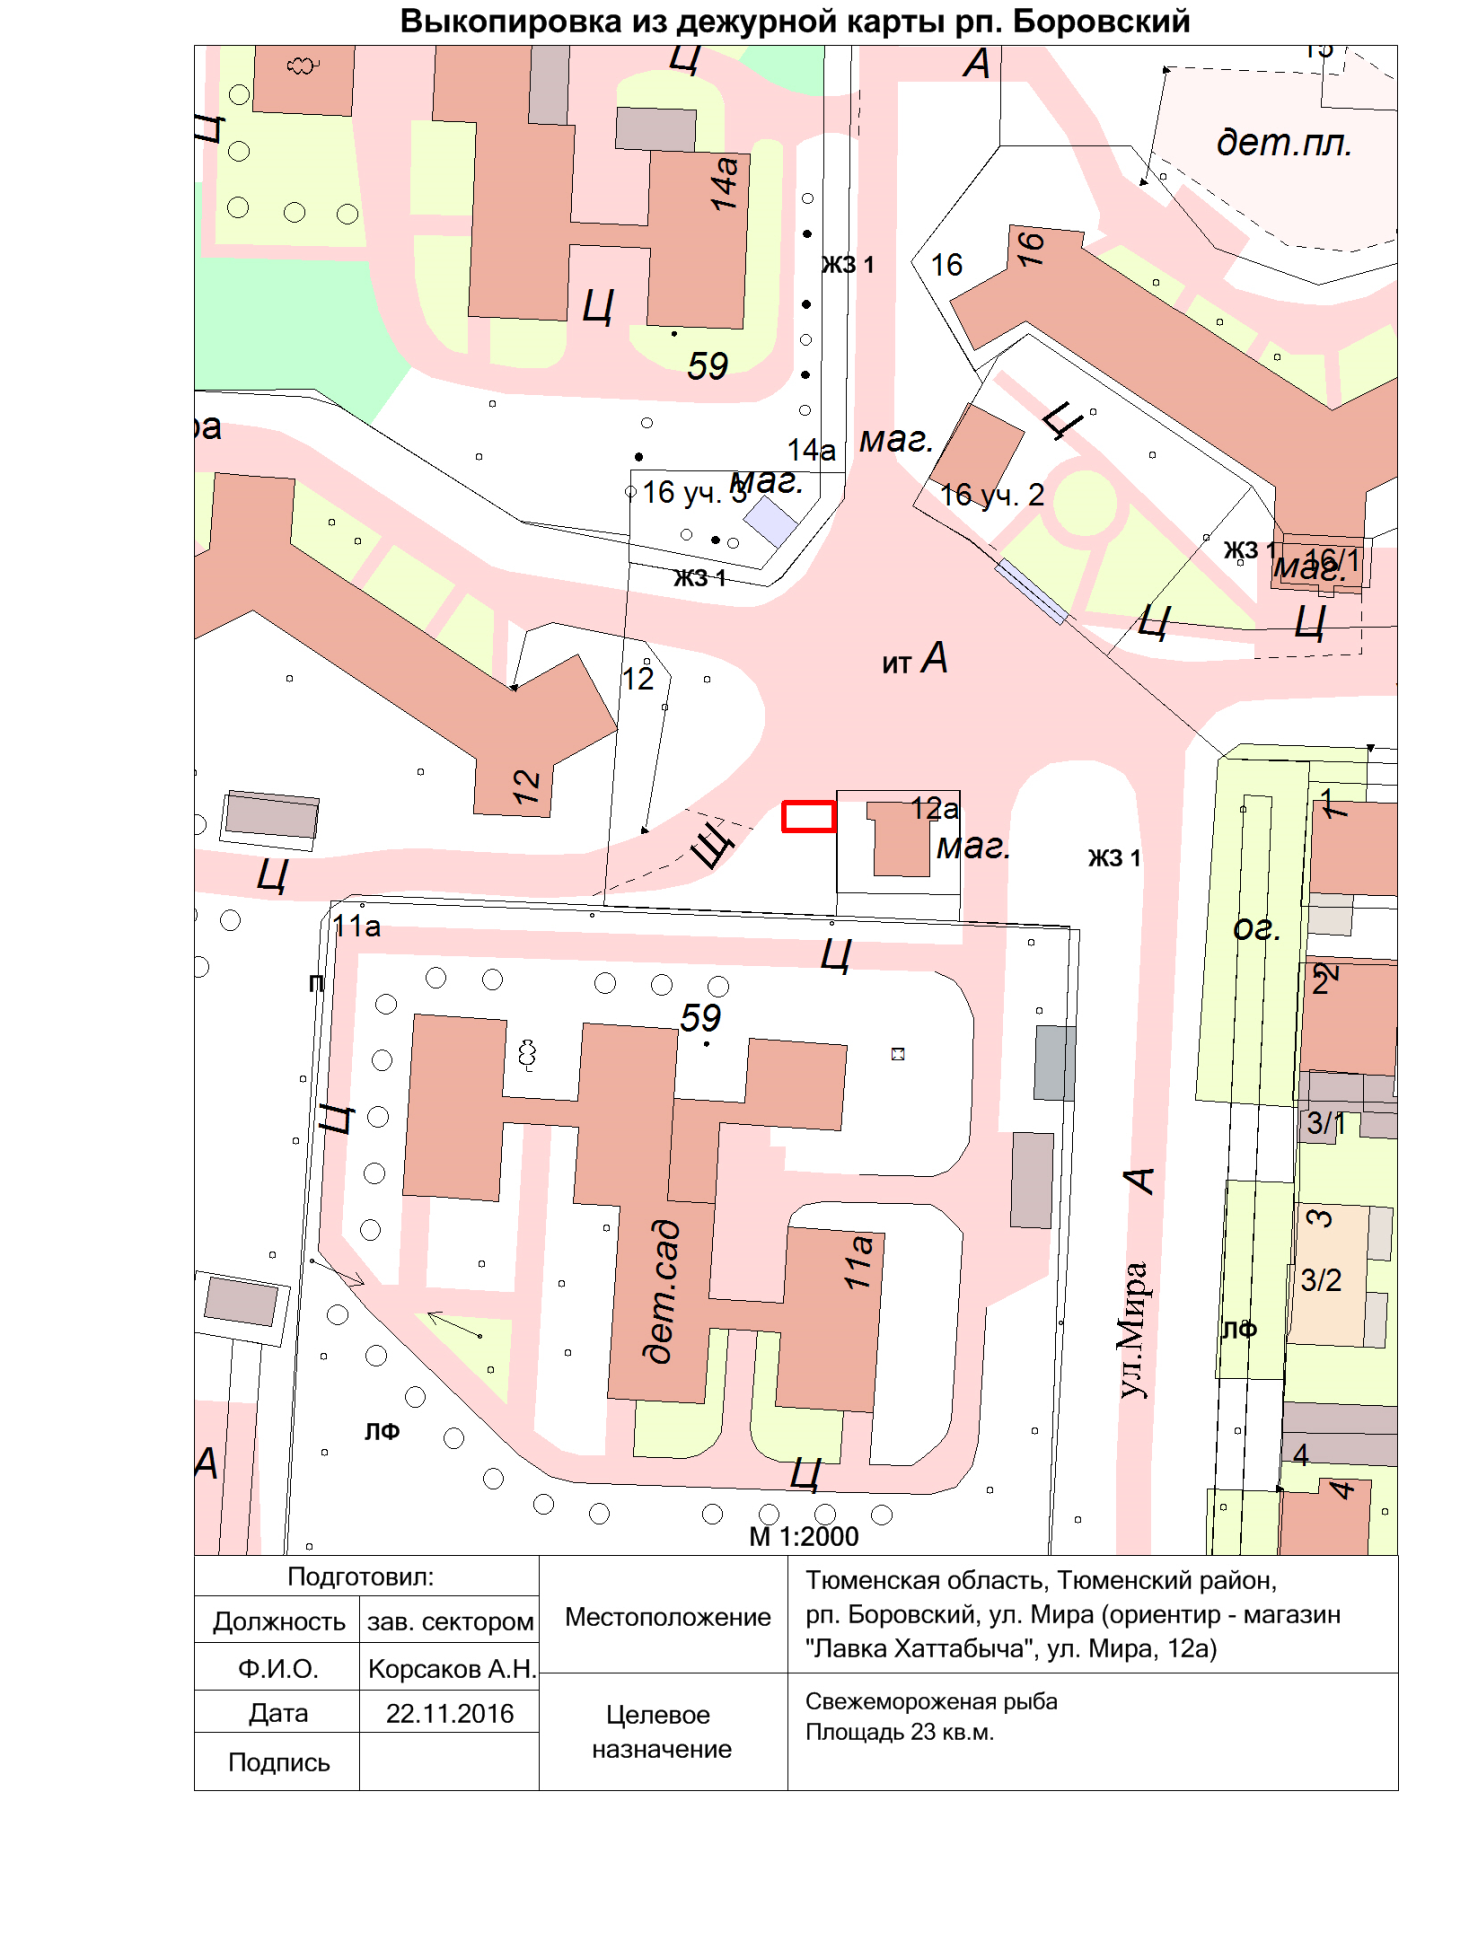 Выкопировка из дежурной карты рп. Боровский
Ц
А
15
дет.пл.
Ц
14а
ЖЗ 1
16
16
Ц
59
ра
14а
маг.
Ц
16 уч. 3
маг.
16 уч. 2
ЖЗ 1
16/1
маг.
ЖЗ 1
Ц
Ц
ит А
12
12
1
12а
маг.
Щ
ЖЗ 1
Ц
11а
Ц
ог.
П
2
2
59
Ц
3/1
А
3
дет.сад
11а
3/2
ул.Мира
ЛФ
ЛФ
А
Ц
4
4
М 1:2000
Подготовил:
Должность
зав. сектором
Ф.И.О.
Корсаков А.Н.
Дата
22.11.2016
Подпись
Местоположение
Тюменская область, Тюменский район,
рп. Боровский, ул. Мира (ориентир - магазин
"Лавка Хаттабыча", ул. Мира, 12а)
Целевое
назначение
Свежемороженая рыба
Площадь 23 кв.м.